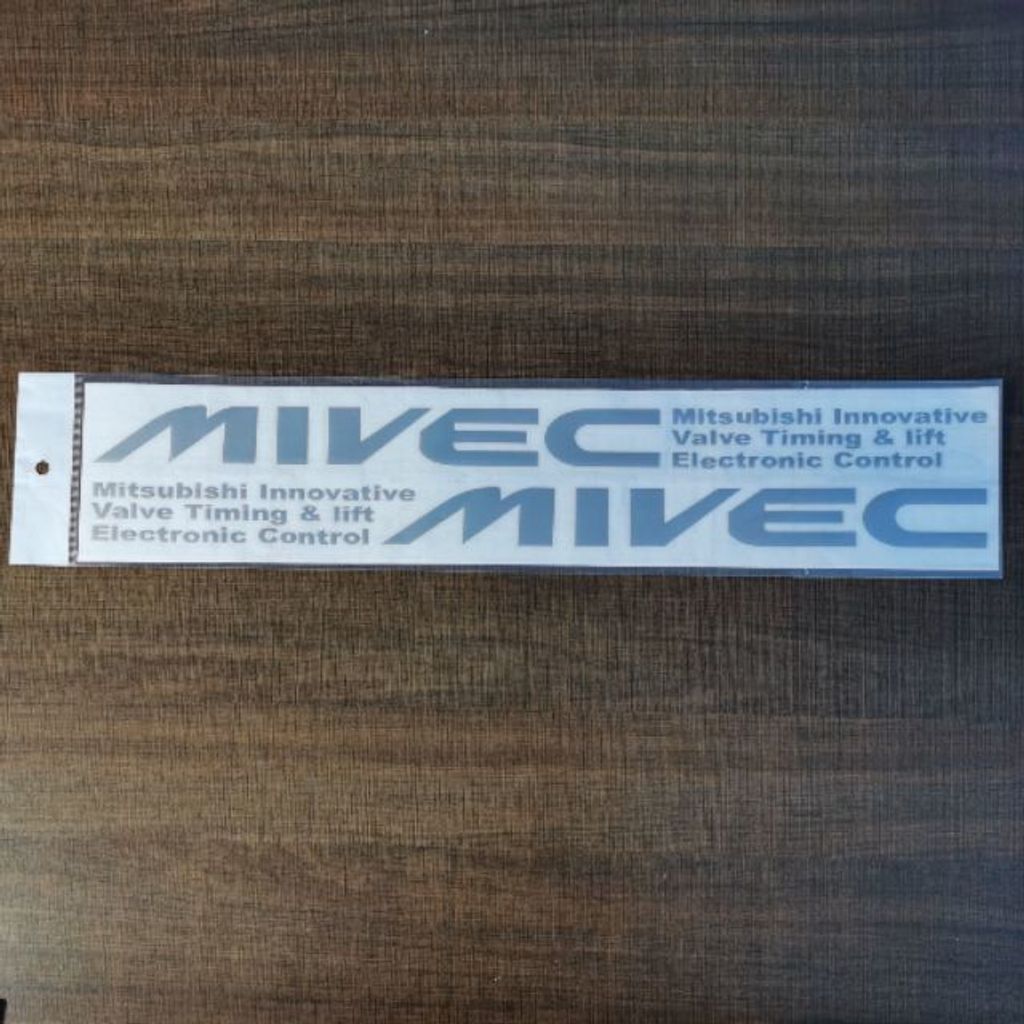 MIVEC
Mitsubishi Innovative
Valve Timing & lift
Electronic Control
Mitsubishi Innovative
Valve Timing & lift
Electronic Control
MIVEC